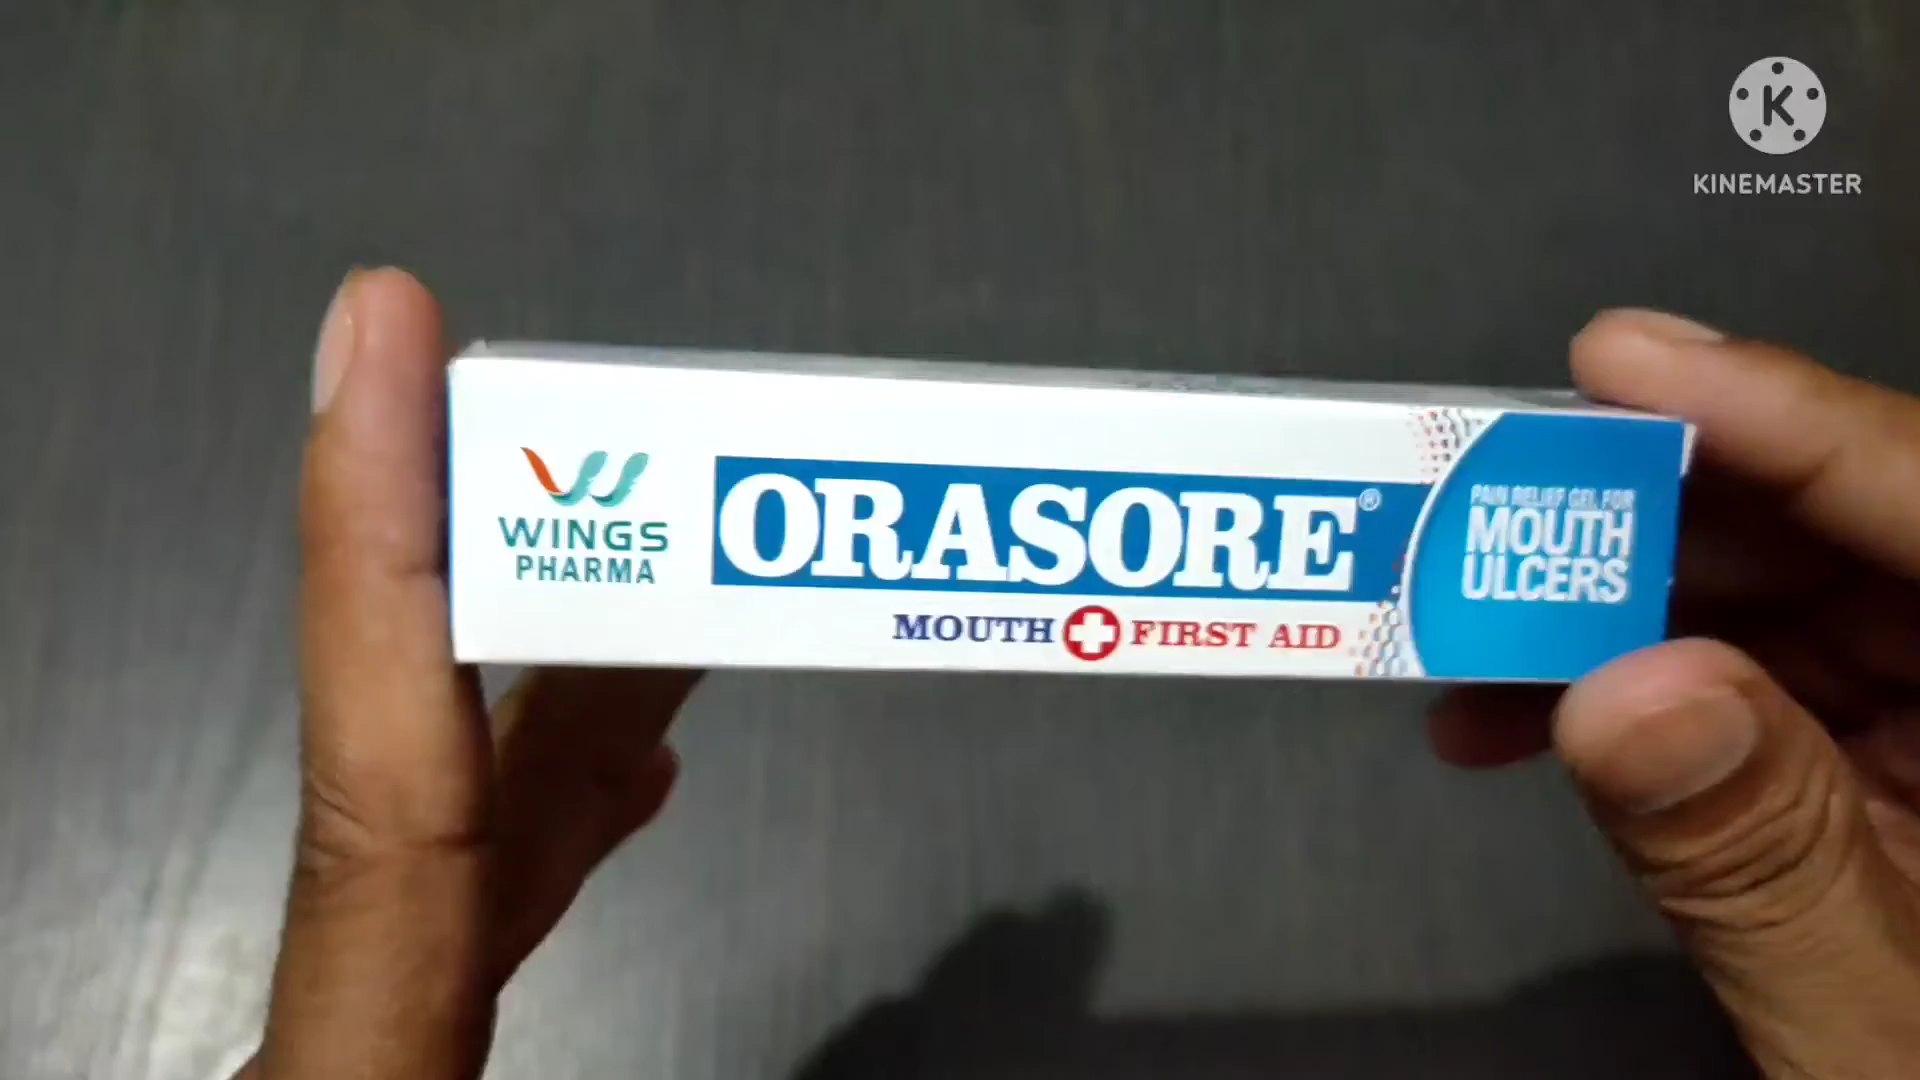 K
KINEMASTER
WINGS
PHARMA
ORASORE®
MOUTH FIRST AID
PAIN RELIEF GEL FOR
MOUTH
ULCERS